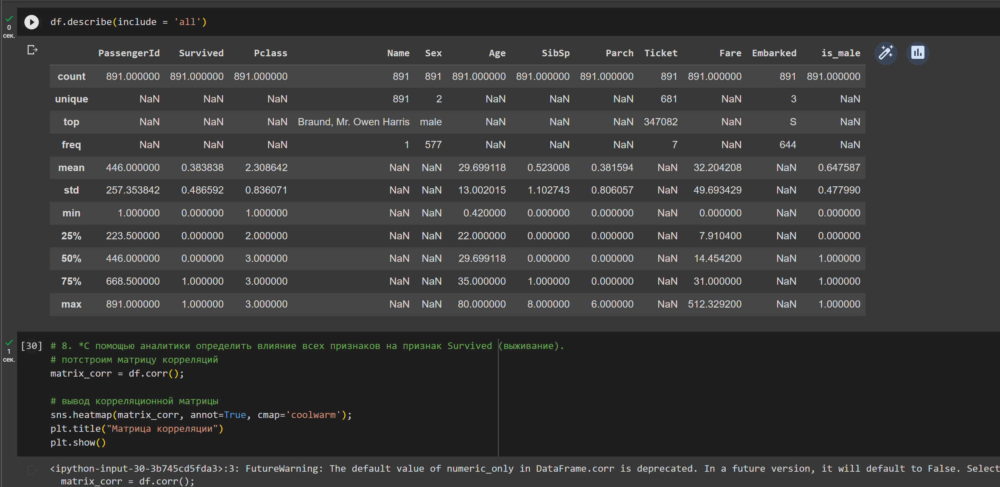 df.describe(include = 'all')
0
сек.
PassengerId Survived Pclass Name Sex Age SibSp Parch Ticket Fare Embarked is_male
count 891.000000 891.000000 891.000000 891 891 891.000000 891.000000 891.000000 891 891.000000 891 891.000000
unique NaN NaN NaN 891 2 NaN NaN NaN 681 NaN 3 NaN
top NaN NaN NaN Braund, Mr. Owen Harris male NaN NaN NaN 347082 NaN S NaN
freq NaN NaN NaN 1 577 NaN NaN NaN 7 NaN 644 NaN
mean 446.000000 0.383838 2.308642 NaN NaN 29.699118 0.523008 0.381594 NaN 32.204208 NaN 0.647587
std 257.353842 0.486592 0.836071 NaN NaN 13.002015 1.102743 0.806057 NaN 49.693429 NaN 0.477990
min 1.000000 0.000000 1.000000 NaN NaN 0.420000 0.000000 0.000000 NaN 0.000000 NaN 0.000000
25% 223.500000 0.000000 2.000000 NaN NaN 22.000000 0.000000 0.000000 NaN 7.910400 NaN 0.000000
50% 446.000000 0.000000 3.000000 NaN NaN 29.699118 0.000000 0.000000 NaN 14.454200 NaN 1.000000
75% 668.500000 1.000000 3.000000 NaN NaN 35.000000 1.000000 0.000000 NaN 31.000000 NaN 1.000000
max 891.000000 1.000000 3.000000 NaN NaN 80.000000 8.000000 6.000000 NaN 512.329200 NaN 1.000000
[30] # 8. *С помощью аналитики определить влияние всех признаков на признак Survived (выживание).
1
сек.
# потстроим матрицу корреляций
matrix_corr = df.corr();
# вывод корреляционной матрицы
sns.heatmap(matrix_corr, annot=True, cmap='coolwarm');
plt.title("Матрица корреляции")
plt.show()
<ipython-input-30-3b745cd5fda3>:3: FutureWarning: The default value of numeric_only in DataFrame.corr is deprecated. In a future version, it will default to False. Select
matrix_corr = df.corr();